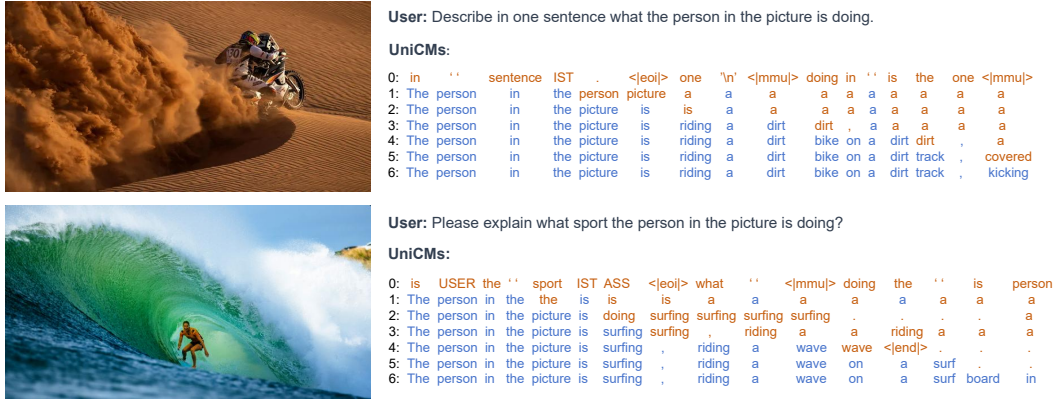 User: Describe in one sentence what the person in the picture is doing.
UniCMs:
0: in ' ' sentence IST . <|eoi|> one '\n' <|mmu|> doing in ' ' is the one <|mmu|>
1: The person in the person picture a a a a a a a a a a
2: The person in the picture is is a a a a a a a a a
3: The person in the picture is riding a dirt dirt , a a a a a
4: The person in the picture is riding a dirt bike on a dirt dirt , a
5: The person in the picture is riding a dirt bike on a dirt track , covered
6: The person in the picture is riding a dirt bike on a dirt track , kicking
User: Please explain what sport the person in the picture is doing?
UniCMs:
0: is USER the ' ' sport IST ASS <|eoi|> what ' ' <|mmu|> doing the ' ' is person
1: The person in the the is is is a a a a a a a a
2: The person in the picture is doing surfing surfing surfing surfing . . . . a
3: The person in the picture is surfing surfing , riding a a riding a a a
4: The person in the picture is surfing , riding a wave wave <|end|> . . .
5: The person in the picture is surfing , riding a wave on a surf . .
6: The person in the picture is surfing , riding a wave on a surf board in